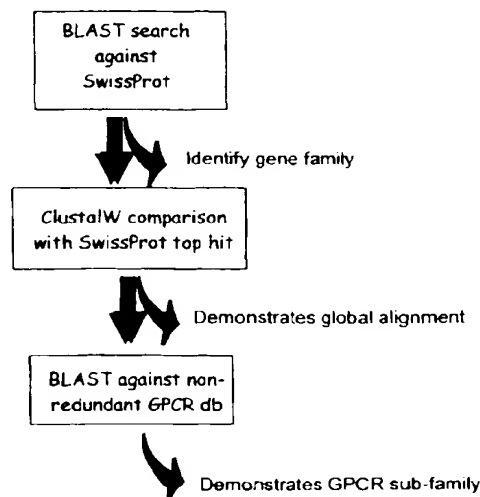 BLAST search
against
SwissProt
Identify gene family
ClustalW comparison
with SwissProt top hit
Demonstrates global alignment
BLAST against non-
redundant GPCR db
Demonstrates GPCR sub-family